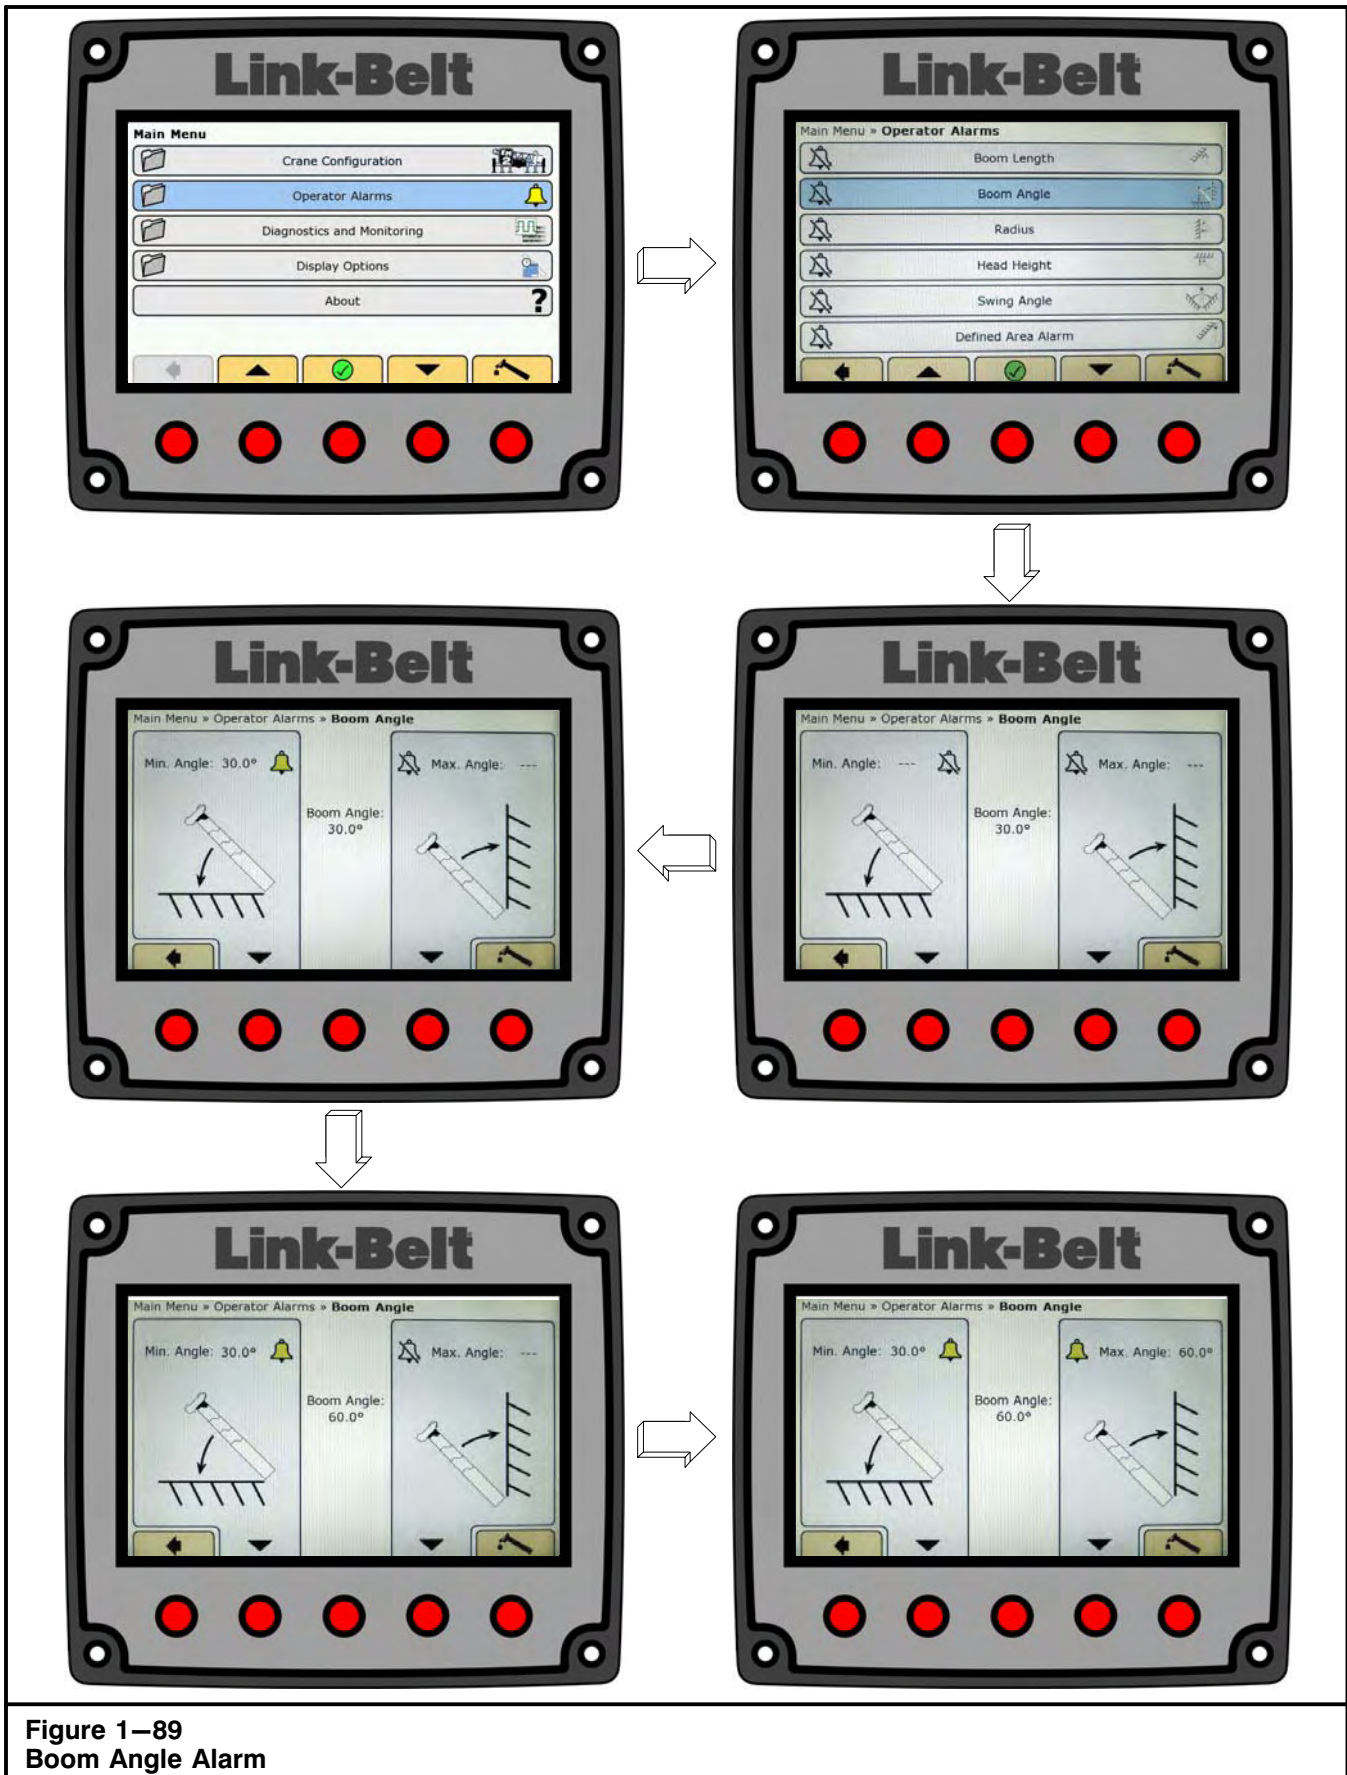 Link-Belt
Main Menu
Crane Configuration
Operator Alarms
Diagnostics and Monitoring
Display Options
About
?
Link-Belt
Main Menu » Operator Alarms
Boom Length
Boom Angle
Radius
Head Height
Swing Angle
Defined Area Alarm
Link-Belt
Main Menu » Operator Alarms » Boom Angle
Min. Angle: 30.0°
Max. Angle: ---
Boom Angle:
30.0°
Link-Belt
Main Menu » Operator Alarms » Boom Angle
Min. Angle: ---
Max. Angle: ---
Boom Angle:
30.0°
Link-Belt
Main Menu » Operator Alarms » Boom Angle
Min. Angle: 30.0°
Max. Angle: ---
Boom Angle:
60.0°
Link-Belt
Main Menu » Operator Alarms » Boom Angle
Min. Angle: 30.0°
Max. Angle: 60.0°
Boom Angle:
60.0°
Figure 1—89
Boom Angle Alarm